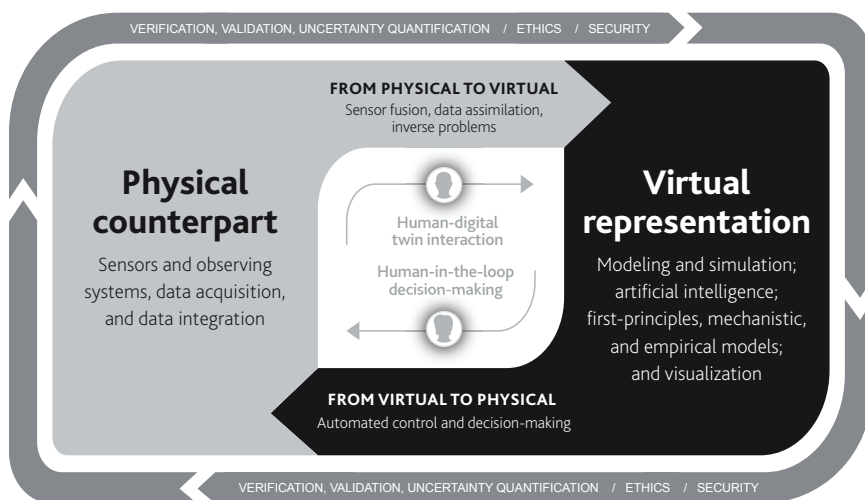 VERIFICATION, VALIDATION, UNCERTAINTY QUANTIFICATION / ETHICS / SECURITY
FROM PHYSICAL TO VIRTUAL
Sensor fusion, data assimilation,
inverse problems
Physical
counterpart
Sensors and observing
systems, data acquisition,
and data integration
Human-digital
twin interaction
Human-in-the-loop
decision-making
Virtual
representation
Modeling and simulation;
artificial intelligence;
first-principles, mechanistic,
and empirical models;
and visualization
FROM VIRTUAL TO PHYSICAL
Automated control and decision-making
VERIFICATION, VALIDATION, UNCERTAINTY QUANTIFICATION / ETHICS / SECURITY